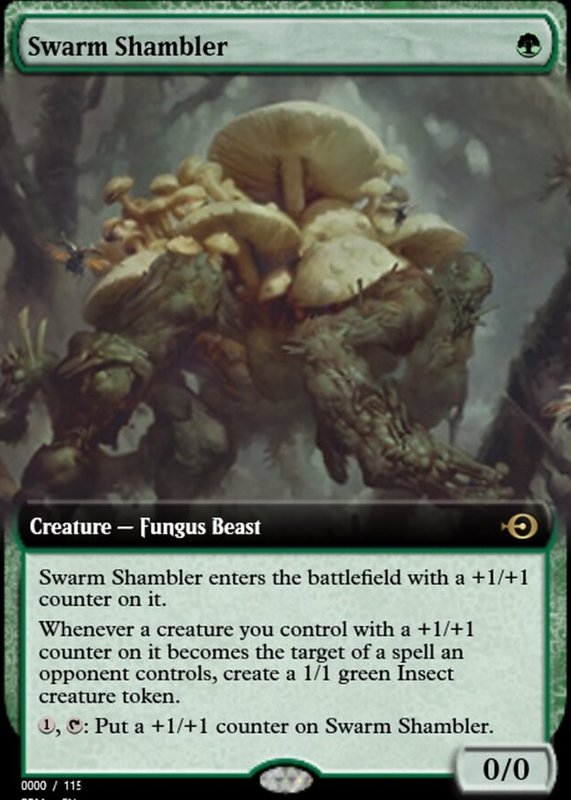 Swarm Shambler
Creature — Fungus Beast
Swarm Shambler enters the battlefield with a +1/+1
counter on it.
Whenever a creature you control with a +1/+1
counter on it becomes the target of a spell an
opponent controls, create a 1/1 green Insect
creature token.
1, : Put a +1/+1 counter on Swarm Shambler.
0/0
0000 / 115